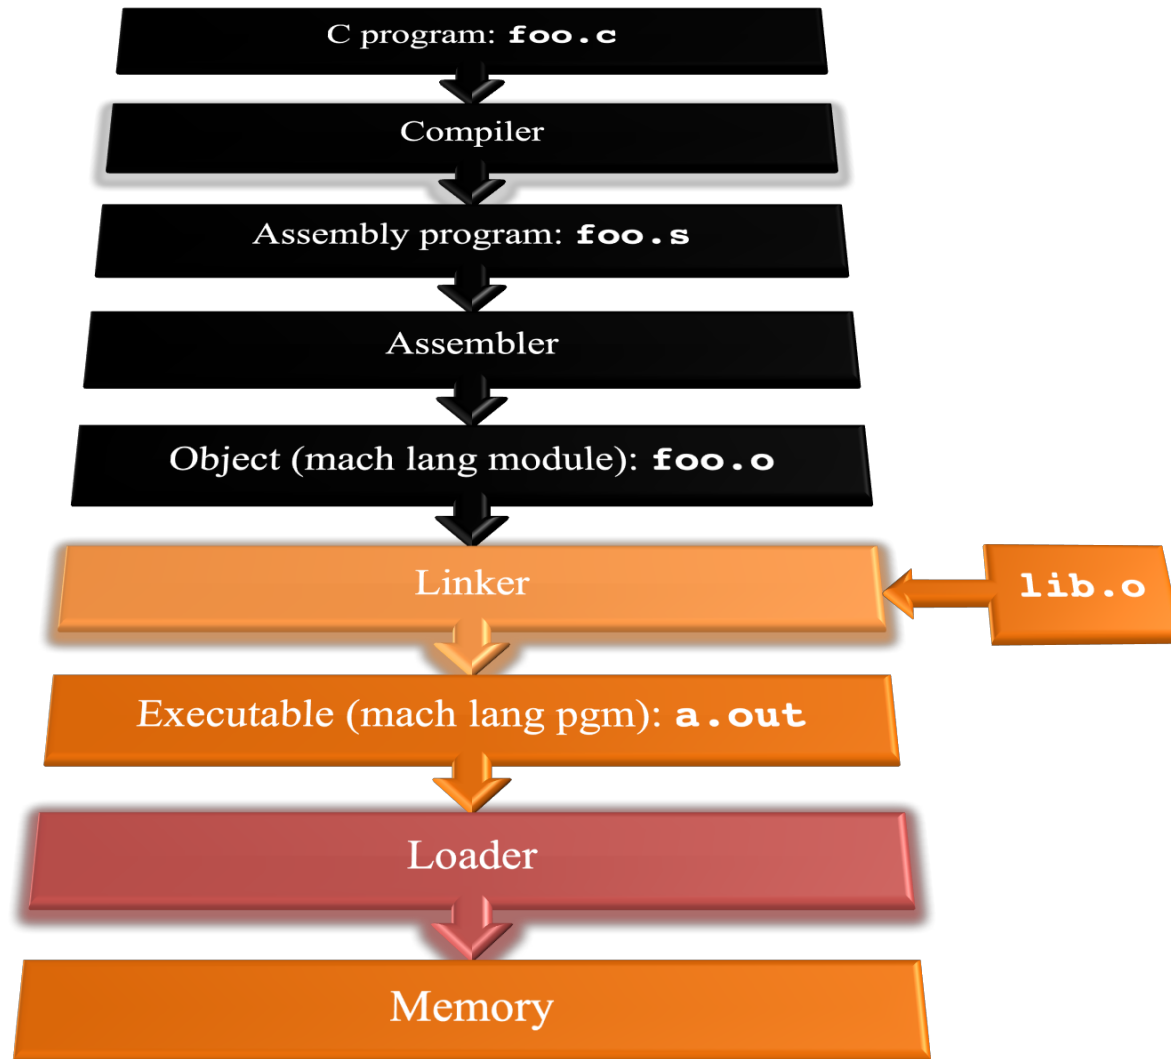 C program: foo.c
Compiler
Assembly program: foo.s
Assembler
Object (mach lang module): foo.o
Linker
lib.o
Executable (mach lang pgm): a.out
Loader
Memory